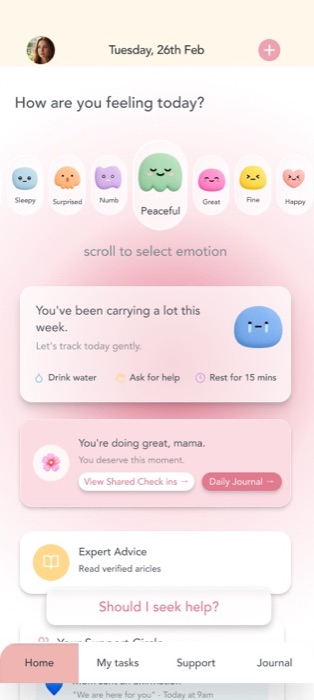 Tuesday, 26th Feb
How are you feeling today?
Sleepy
Surprised
Numb
Peaceful
Great
Fine
Happy
scroll to select emotion
You've been carrying a lot this
week.
Let's track today gently.
Drink water
Ask for help
Rest for 15 mins
You're doing great, mama.
You deserve this moment.
View Shared Check ins →
Daily Journal →
Expert Advice
Read verified aricles
Should I seek help?
Your Support Circle
Home
My tasks
Support
Journal
"We are here for you" - Today at 9am